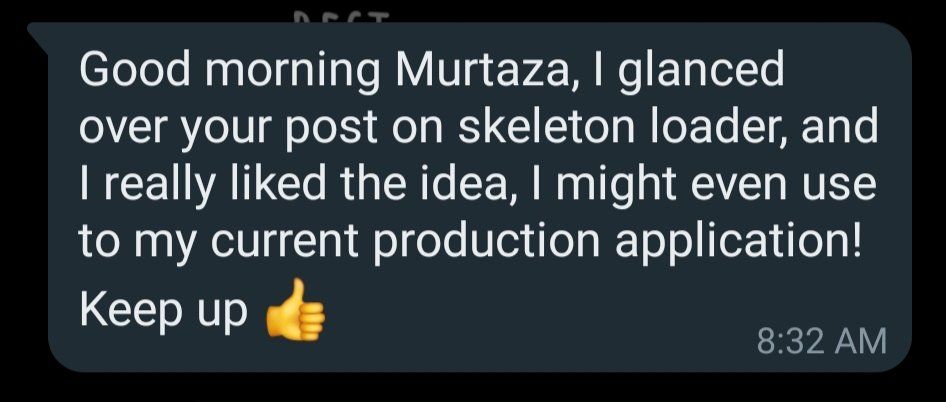 Good morning Murtaza, I glanced
over your post on skeleton loader, and
I really liked the idea, I might even use
to my current production application!
Keep up 👍
8:32 AM